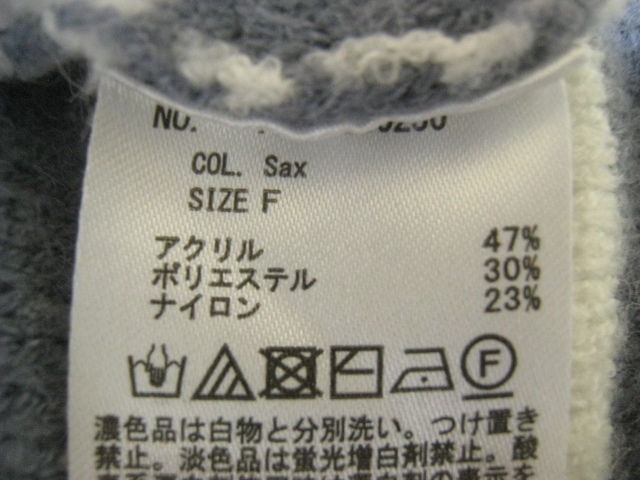 NO.
COL. Sax
SIZE F
アクリル 47%
ポリエステル 30%
ナイロン 23%
F
濃色品は白物と分別洗い。つけ置き
禁止。淡色品は蛍光増白剤禁止。酸